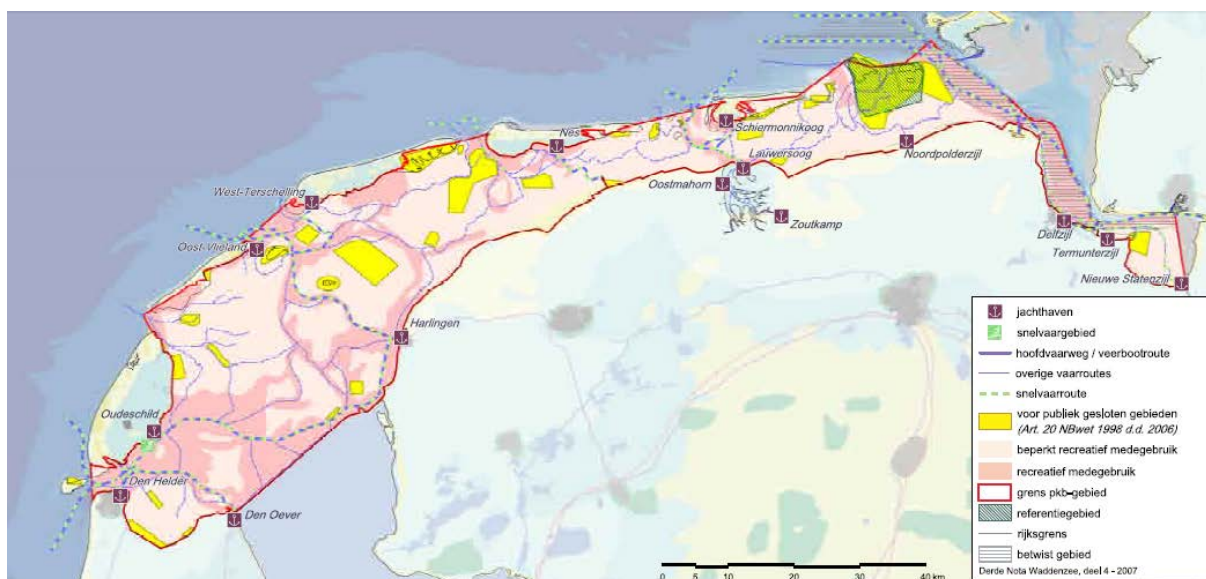 Nes
Schiermonnikoog
Lauwersoog
Noordpolderzijl
Oostmahorn
West-Terschelling
Zoutkamp
Delfzijl
Oost-Vlieland
Termunterzijl
Nieuwe Statenzijl
Harlingen
Oudeschild
Den Helder
Den Oever
jachthaven
snelvaargebied
hoofdvaarweg / veerbootroute
overige vaarroutes
snelvaarroute
voor publiek gesloten gebieden
(Art. 20 NBwet 1998 d.d. 2006)
beperkt recreatief medegebruik
recreatief medegebruik
grens pkb-gebied
referentiegebied
rijksgrens
betwist gebied
Derde Nota Waddenzee, deel 4 - 2007
0 5 10 20 30 40 km